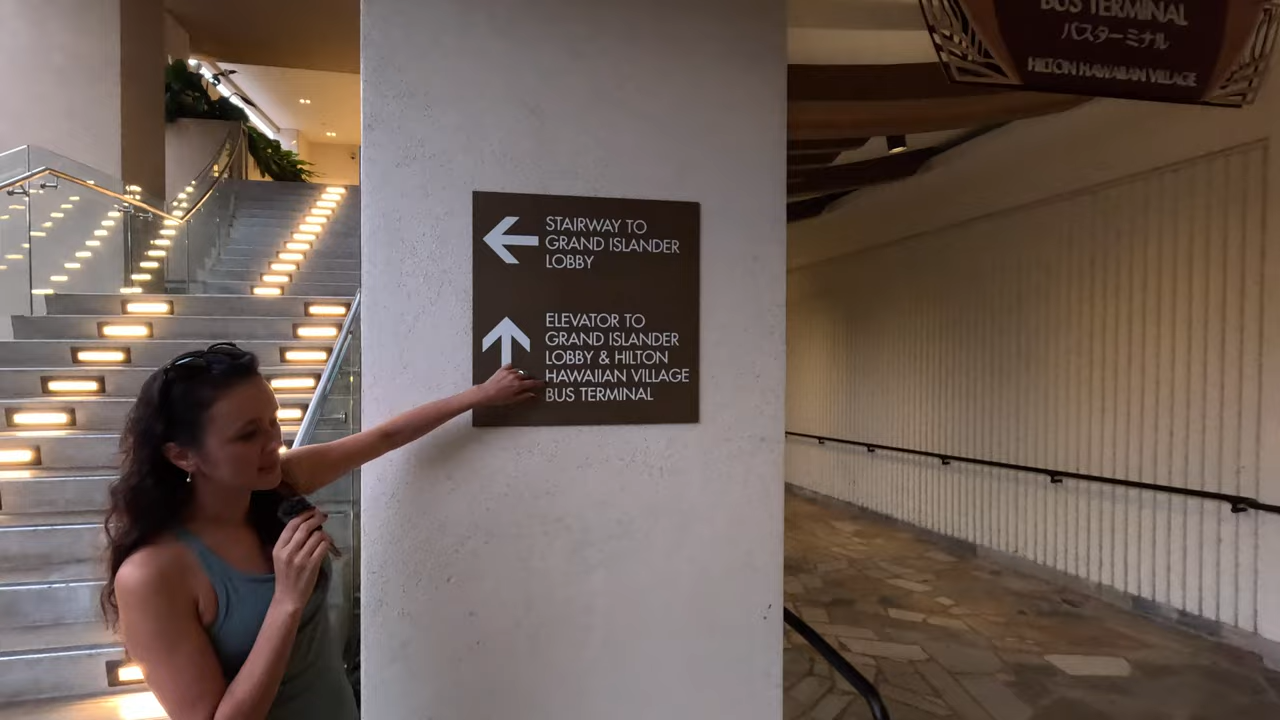 STAIRWAY TO
GRAND ISLANDER
LOBBY
ELEVATOR TO
GRAND ISLANDER
LOBBY & HILTON
HAWAIIAN VILLAGE
BUS TERMINAL
BUS TERMINAL
バスターミナル
HILTON HAWAIIAN VILLAGE